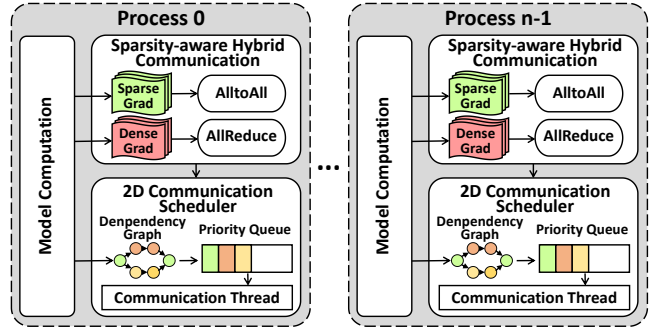 Process 0
Model Computation
Sparsity-aware Hybrid
Communication
Sparse
Grad
AlltoAll
Dense
Grad
AllReduce
2D Communication
Scheduler
Denpendency
Graph
Priority Queue
Communication Thread
...
Process n-1
Model Computation
Sparsity-aware Hybrid
Communication
Sparse
Grad
AlltoAll
Dense
Grad
AllReduce
2D Communication
Scheduler
Denpendency
Graph
Priority Queue
Communication Thread